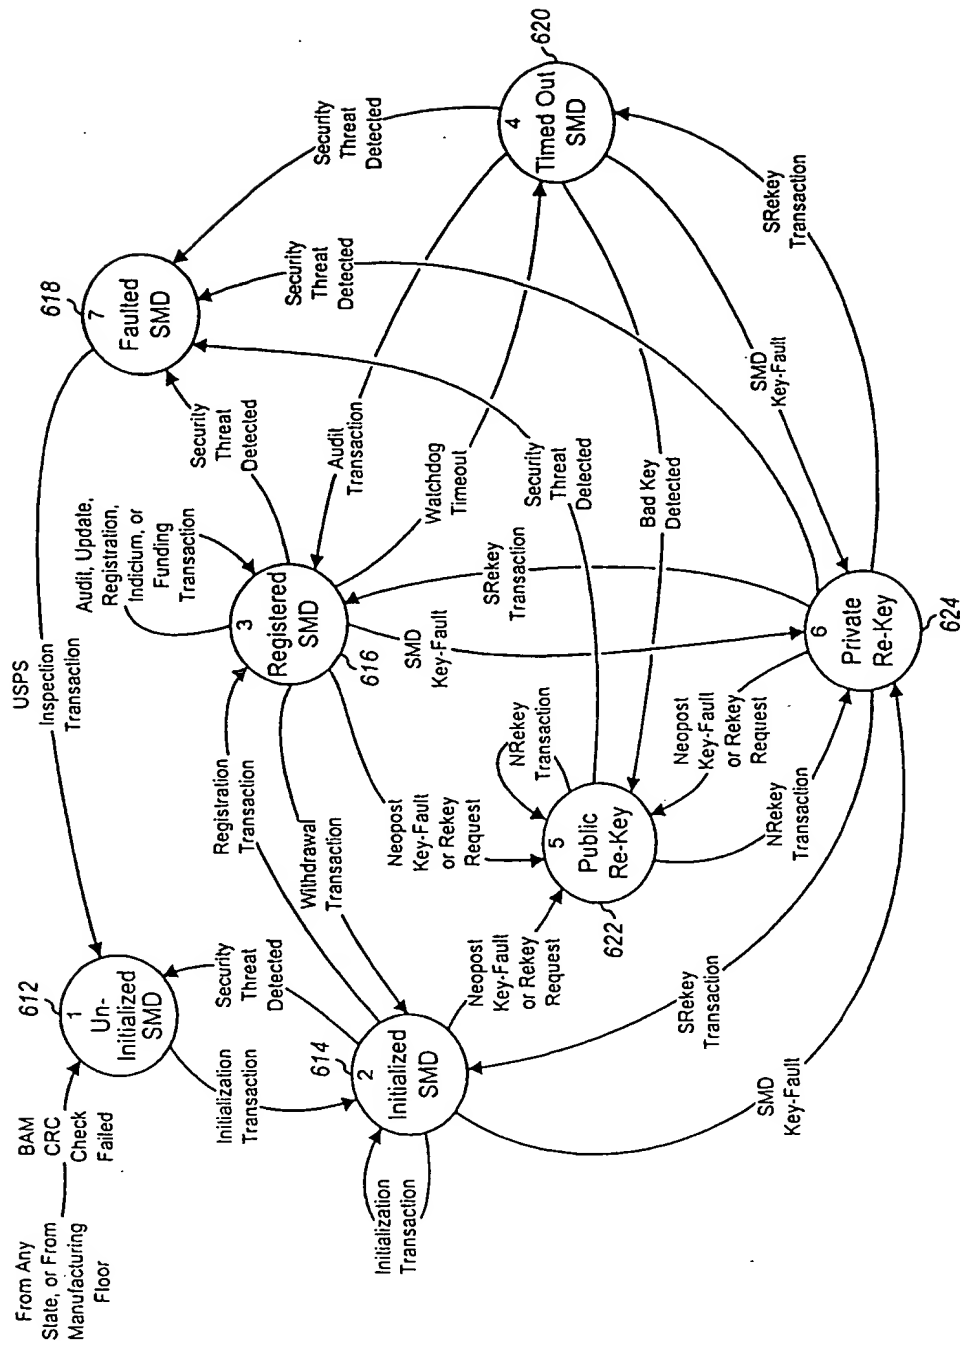 From Any
State, or From
Manufacturing
Floor
BAM
CRC
Check
Failed
612
1
Un-
Initialized
SMD
USPS
Inspection
Transaction
618
7
Faulted
SMD
Security
Threat
Detected
620
4
Timed Out
SMD
Initialization
Transaction
Security
Threat
Detected
Registration
Transaction
Audit, Update,
Registration,
Indicium, or
Funding
Transaction
Security
Threat
Detected
Security
Threat
Detected
3
Registered
SMD
616
Audit
Transaction
Watchdog
Timeout
614
2
Initialized
SMD
Initialization
Transaction
Withdrawal
Transaction
Neopost
Key-Fault
or Rekey
Request
SMD
Key-Fault
SRekey
Transaction
Security
Threat
Detected
Neopost
Key-Fault
or Rekey
Request
NRekey
Transaction
5
Public
Re-Key
622
Bad Key
Detected
Neopost
Key-Fault
or Rekey
Request
NRekey
Transaction
SMD
Key-Fault
SRekey
Transaction
SRekey
Transaction
SMD
Key-Fault
6
Private
Re-Key
624